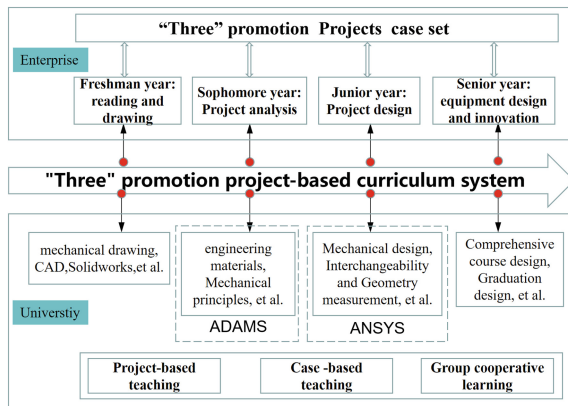 “Three” promotion Projects case set
Enterprise
Freshman year:
reading and
drawing
Sophomore year:
Project analysis
Junior year:
Project design
Senior year:
equipment design
and innovation
"Three" promotion project-based curriculum system
mechanical drawing,
CAD,Solidworks,et al.
engineering
materials,
Mechanical
principles, et al.
ADAMS
Mechanical design,
Interchangeability
and Geometry
measurement, et al.
ANSYS
Comprehensive
course design,
Graduation
design, et al.
Universtiy
Project-based
teaching
Case -based
teaching
Group cooperative
learning